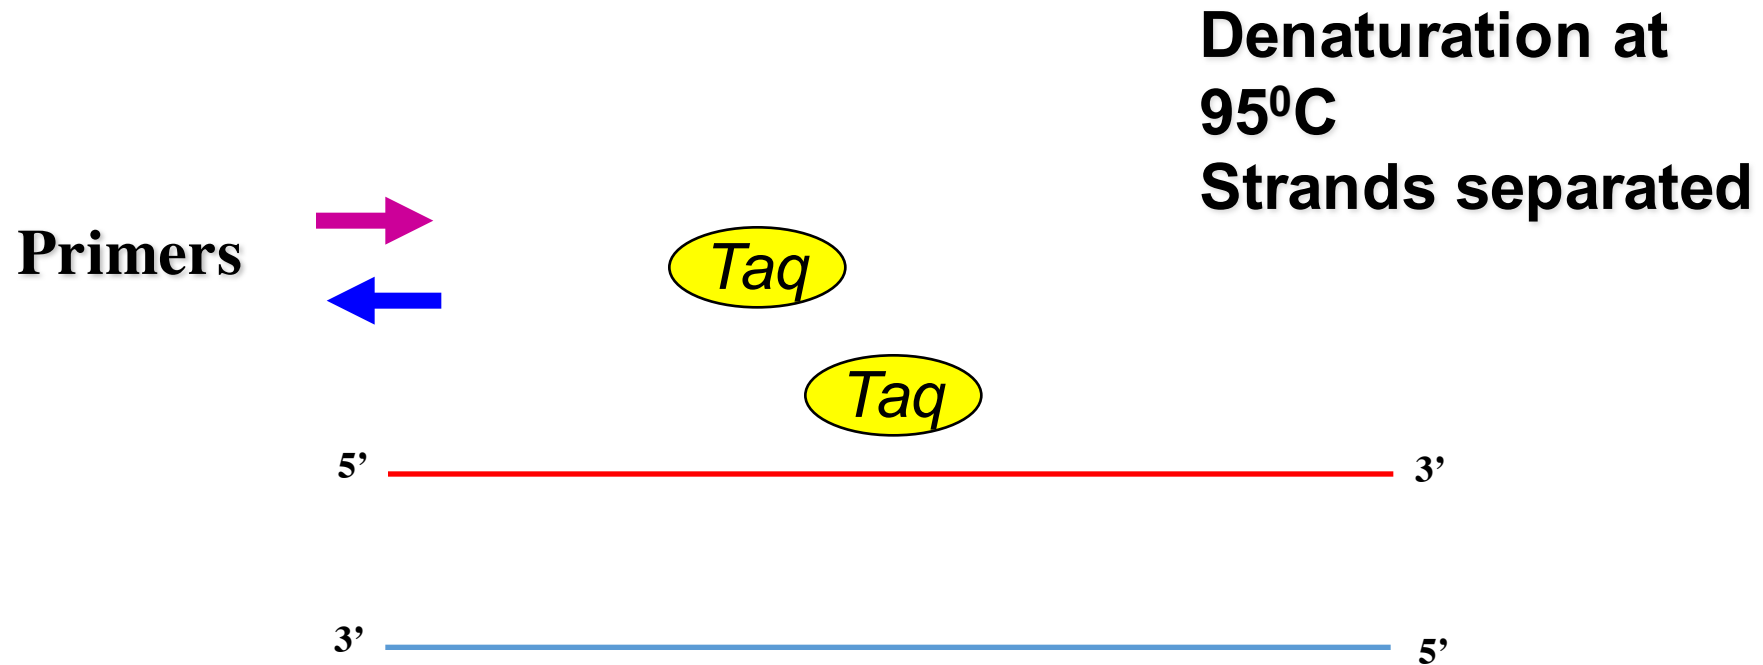 Denaturation at
95⁰C
Strands separated
Primers
Taq
Taq
5’
3’
3’
5’